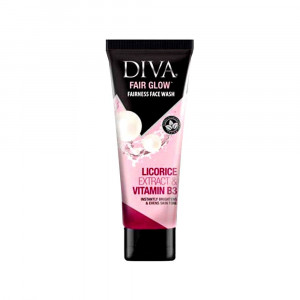 DIVA
FAIR GLOW
FAIRNESS FACE WASH
LICORICE
EXTRACT &
VITAMIN B3
INSTANTLY BRIGHTENS
& EVENS SKIN TONE